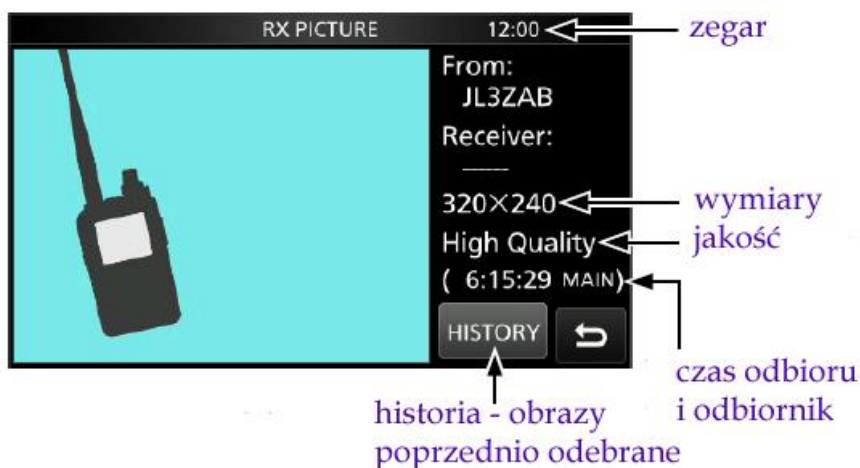 RX PICTURE 12:00
zegar
From:
JL3ZAB
Receiver:
------
320×240
wymiary
High Quality
jakość
( 6:15:29 MAIN)
HISTORY
czas odbioru
i odbiornik
historia - obrazy
poprzednio odebrane